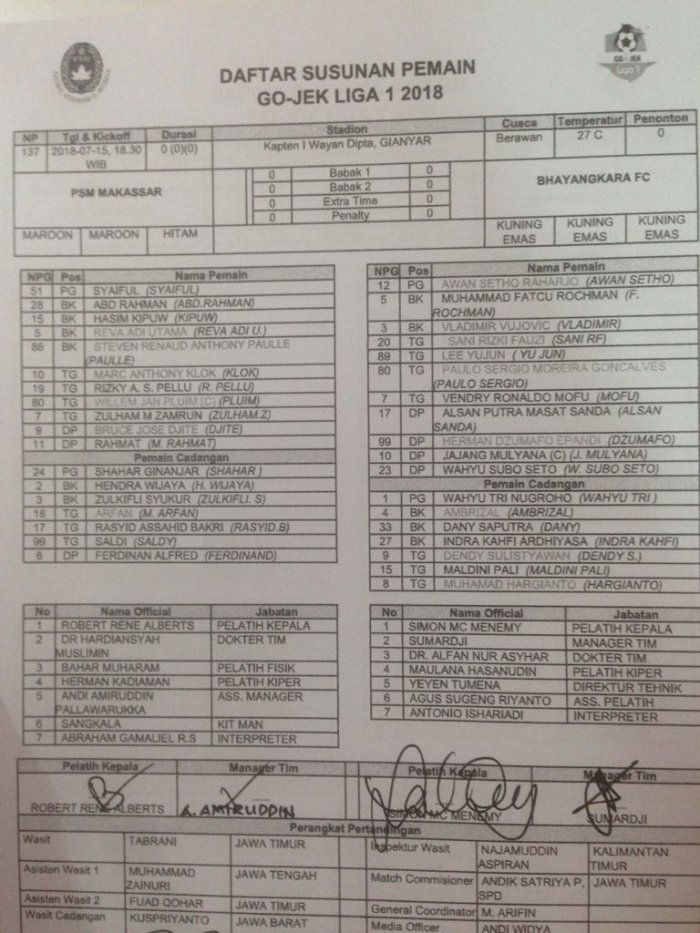 DAFTAR SUSUNAN PEMAIN
GO-JEK LIGA 1 2018
GO-JEK
Liga 1
NP Tgl & Kickoff Durasi Stadion Cuaca Temperatur Penonton
137 2018-07-15, 18.30 WIB 0 (0)(0) Kapten I Wayan Dipta, GIANYAR Berawan 27 C 0
PSM MAKASSAR
0 Babak 1 0
0 Babak 2 0
0 Extra Time 0
0 Penalty 0
BHAYANGKARA FC
MAROON MAROON HITAM
KUNING EMAS KUNING EMAS KUNING EMAS
NPG Pos Nama Pemain
51 PG SYAIFUL (SYAIFUL)
28 BK ABD RAHMAN (ABD.RAHMAN)
15 BK HASIM KIPUW (KIPUW)
5 BK REVA ADI UTAMA (REVA ADI U.)
88 BK STEVEN RENAUD ANTHONY PAULLE
(PAULLE)
10 TG MARC ANTHONY KLOK (KLOK)
19 TG RIZKY A. S. PELLU (R. PELLU)
80 TG WILLEM JAN PLUIM (C) (PLUIM)
7 TG ZULHAM M ZAMRUN (ZULHAM.Z)
9 DP BRUCE JOSE DJITE (DJITE)
11 DP RAHMAT (M. RAHMAT)
Pemain Cadangan
24 PG SHAHAR GINANJAR (SHAHAR )
2 BK HENDRA WIJAYA (H. WIJAYA)
3 BK ZULKIFLI SYUKUR (ZULKIFLI. S)
18 TG ARFAN (M. ARFAN)
17 TG RASYID ASSAHID BAKRI (RASYID.B)
99 TG SALDI (SALDY)
6 DP FERDINAN ALFRED (FERDINAND)
NPG Pos Nama Pemain
12 PG AWAN SETHO RAHARJO (AWAN SETHO)
5 BK MUHAMMAD FATCU ROCHMAN (F.
ROCHMAN)
3 BK VLADIMIR VUJOVIC (VLADIMIR)
20 TG SANI RIZKI FAUZI (SANI RF)
89 TG LEE YUJUN ( YU JUN)
80 TG PAULO SERGIO MOREIRA GONCALVES
(PAULO SERGIO)
7 TG VENDRY RONALDO MOFU (MOFU)
17 DP ALSAN PUTRA MASAT SANDA (ALSAN
SANDA)
99 DP HERMAN DZUMAFO EPANDI (DZUMAFO)
10 DP JAJANG MULYANA (C) (J. MULYANA)
23 DP WAHYU SUBO SETO (W. SUBO SETO)
Pemain Cadangan
1 PG WAHYU TRI NUGROHO (WAHYU TRI )
4 BK AMBRIZAL (AMBRIZAL)
33 BK DANY SAPUTRA (DANY)
27 BK INDRA KAHFI ARDHIYASA (INDRA KAHFI)
9 TG DENDY SULISTYAWAN (DENDY S.)
15 TG MALDINI PALI (MALDINI PALI)
8 TG MUHAMAD HARGIANTO (HARGIANTO)
No Nama Official Jabatan
1 ROBERT RENE ALBERTS PELATIH KEPALA
2 DR HARDIANSYAH DOKTER TIM
MUSLIMIN
3 BAHAR MUHARAM PELATIH FISIK
4 HERMAN KADIAMAN PELATIH KIPER
5 ANDI AMIRUDDIN ASS. MANAGER
PALLAWARUKKA
6 SANGKALA KIT MAN
7 ABRAHAM GAMALIEL R.S INTERPRETER
No Nama Official Jabatan
1 SIMON MC MENEMY PELATIH KEPALA
2 SUMARDJI MANAGER TIM
3 DR. ALFAN NUR ASYHAR DOKTER TIM
4 MAULANA HASANUDIN PELATIH KIPER
5 YEYEN TUMENA DIREKTUR TEHNIK
6 AGUS SUGENG RIYANTO ASS. PELATIH
7 ANTONIO ISHARIADI INTERPRETER
Pelatih Kepala Manager Tim Pelatih Kepala Manager Tim
ROBERT RENE ALBERTS A. AMIRUDDIN SIMON MC MENEMY SUMARDJI
Perangkat Pertandingan
Wasit TABRANI JAWA TIMUR
Asisten Wasit 1 MUHAMMAD ZAINURI JAWA TENGAH
Asisten Wasit 2 FUAD QOHAR JAWA TIMUR
Wasit Cadangan KUSPRIYANTO JAWA BARAT
Inspektur Wasit NAJAMUDDIN ASPIRAN KALIMANTAN TIMUR
Match Commisioner ANDIK SATRIYA P, SPD JAWA TIMUR
General Coordinator M. ARIFIN
Media Officer ANDI WIDYA